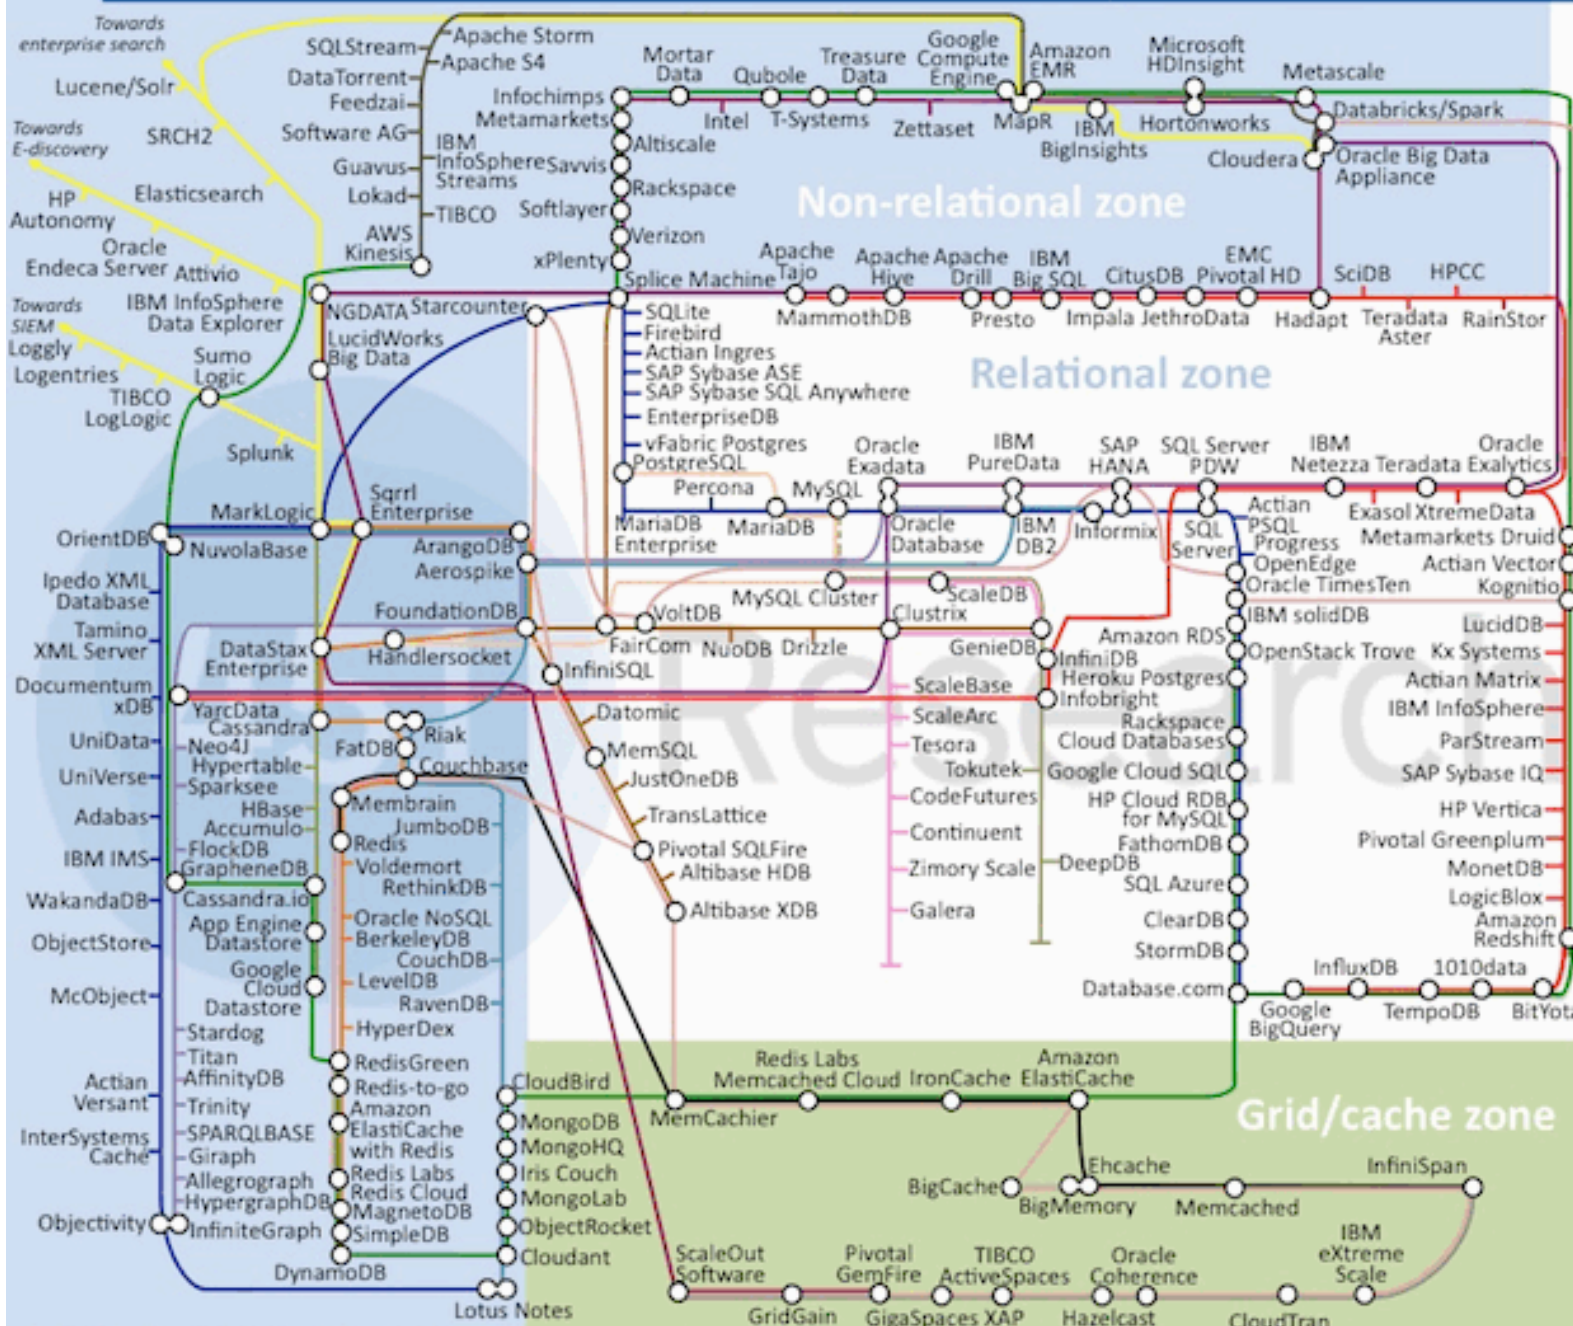 Towards
enterprise search
Lucene/Solr
SRCH2
Towards
E-discovery
HP
Autonomy
Elasticsearch
Oracle
Endeca Server
Attivio
IBM InfoSphere
Data Explorer
Towards
SIEM
Loggly
Logentries
TIBCO
LogLogic
Sumo
Logic
Splunk
SQLStream
DataTorrent
Feedzai
Software AG
Guavus
Lokad
AWS
Kinesis
Apache Storm
Apache S4
IBM
InfoSphere
Streams
TIBCO
Infochimps
Metamarkets
Altiscale
Savvis
Rackspace
Softlayer
Verizon
xPlenty
Splice Machine
Mortar
Data
Intel
Qubole
T-Systems
Treasure
Data
Zettaset
Google
Compute
Engine
MapR
Amazon
EMR
IBM
BigInsights
Microsoft
HDInsight
Hortonworks
Metascale
Databricks/Spark
Cloudera
Oracle Big Data
Appliance
Non-relational zone
Apache
Tajo
MammothDB
Apache
Hive
Apache
Drill
Presto
IBM
Big SQL
Impala
CitusDB
JethroData
EMC
Pivotal HD
Hadapt
SciDB
Teradata
Aster
HPCC
RainStor
Relational zone
NGDATA
Starcounter
LucidWorks
Big Data
SQLite
Firebird
Actian Ingres
SAP Sybase ASE
SAP Sybase SQL Anywhere
EnterpriseDB
vFabric Postgres
PostgreSQL
Percona
MariaDB
Enterprise
MariaDB
MySQL
Oracle
Exadata
Oracle
Database
IBM
PureData
IBM
DB2
SAP
HANA
Informix
SQL Server
PDW
SQL
Server
IBM
Netezza
Teradata
Oracle
Exalytics
Exasol
XtremeData
Actian
PSQL
Progress
OpenEdge
Oracle TimesTen
IBM solidDB
OpenStack Trove
Metamarkets Druid
Actian Vector
Kognitio
LucidDB
Kx Systems
Actian Matrix
IBM InfoSphere
ParStream
SAP Sybase IQ
HP Vertica
Pivotal Greenplum
MonetDB
LogicBlox
Amazon
Redshift
MarkLogic
Sqrrl
Enterprise
OrientDB
NuvolaBase
ArangoDB
Aerospike
FoundationDB
Ipedo XML
Database
Tamino
XML Server
Documentum
xDB
UniData
UniVerse
Adabas
IBM IMS
WakandaDB
ObjectStore
McObject
Actian
Versant
InterSystems
Caché
Objectivity
DataStax
Enterprise
Handlersocket
YarcData
Cassandra
Neo4J
Hypertable
Sparksee
HBase
Accumulo
FlockDB
GrapheneDB
Cassandra.io
App Engine
Datastore
Google
Cloud
Datastore
Stardog
Titan
AffinityDB
Trinity
SPARQLBASE
Giraph
Allegrograph
HypergraphDB
InfiniteGraph
Riak
FatDB
Couchbase
Membrain
JumboDB
Redis
Voldemort
RethinkDB
Oracle NoSQL
BerkeleyDB
CouchDB
LevelDB
RavenDB
HyperDex
RedisGreen
Redis-to-go
Amazon
ElastiCache
with Redis
Redis Labs
Redis Cloud
MagnetoDB
SimpleDB
DynamoDB
CloudBird
MongoDB
MongoHQ
Iris Couch
MongoLab
ObjectRocket
Cloudant
Lotus Notes
MySQL Cluster
ScaleDB
VoltDB
Clustrix
FairCom
NuoDB
Drizzle
GenieDB
InfiniSQL
Datomic
MemSQL
JustOneDB
TransLattice
Pivotal SQLFire
Altibase HDB
Altibase XDB
ScaleBase
ScaleArc
Tesora
Tokutek
CodeFutures
Continuent
Zimory Scale
DeepDB
Galera
Amazon RDS
InfiniDB
Heroku Postgres
Infobright
Rackspace
Cloud Databases
Google Cloud SQL
HP Cloud RDB
for MySQL
FathomDB
SQL Azure
ClearDB
StormDB
Database.com
Google
BigQuery
InfluxDB
TempoDB
1010data
BitYota
Research
Redis Labs
Memcached Cloud
IronCache
Amazon
ElastiCache
MemCachier
Grid/cache zone
BigCache
Ehcache
BigMemory
Memcached
InfiniSpan
ScaleOut
Software
GridGain
Pivotal
GemFire
GigaSpaces XAP
TIBCO
ActiveSpaces
Oracle
Coherence
Hazelcast
IBM
eXtreme
Scale
CloudTran